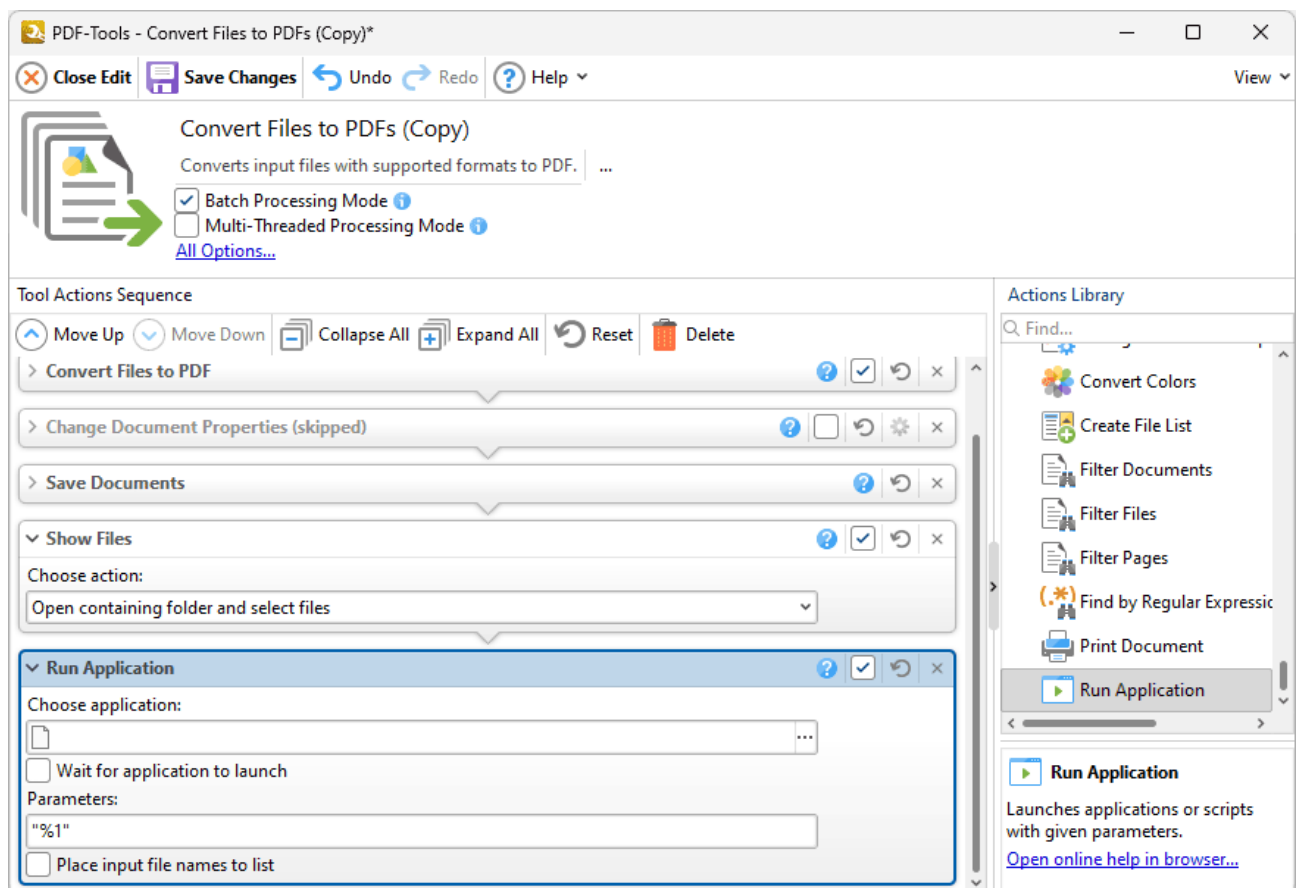 PDF-Tools - Convert Files to PDFs (Copy)*
Close Edit Save Changes Undo Redo Help View
Convert Files to PDFs (Copy)
Converts input files with supported formats to PDF. ...
Batch Processing Mode
Multi-Threaded Processing Mode
All Options...
Tool Actions Sequence
Move Up Move Down Collapse All Expand All Reset Delete
Convert Files to PDF
Change Document Properties (skipped)
Save Documents
Show Files
Choose action:
Open containing folder and select files
Run Application
Choose application:
...
Wait for application to launch
Parameters:
"%1"
Place input file names to list
Actions Library
Find...
Convert Colors
Create File List
Filter Documents
Filter Files
Filter Pages
(.*) Find by Regular Expressic
Print Document
Run Application
Run Application
Launches applications or scripts
with given parameters.
Open online help in browser...